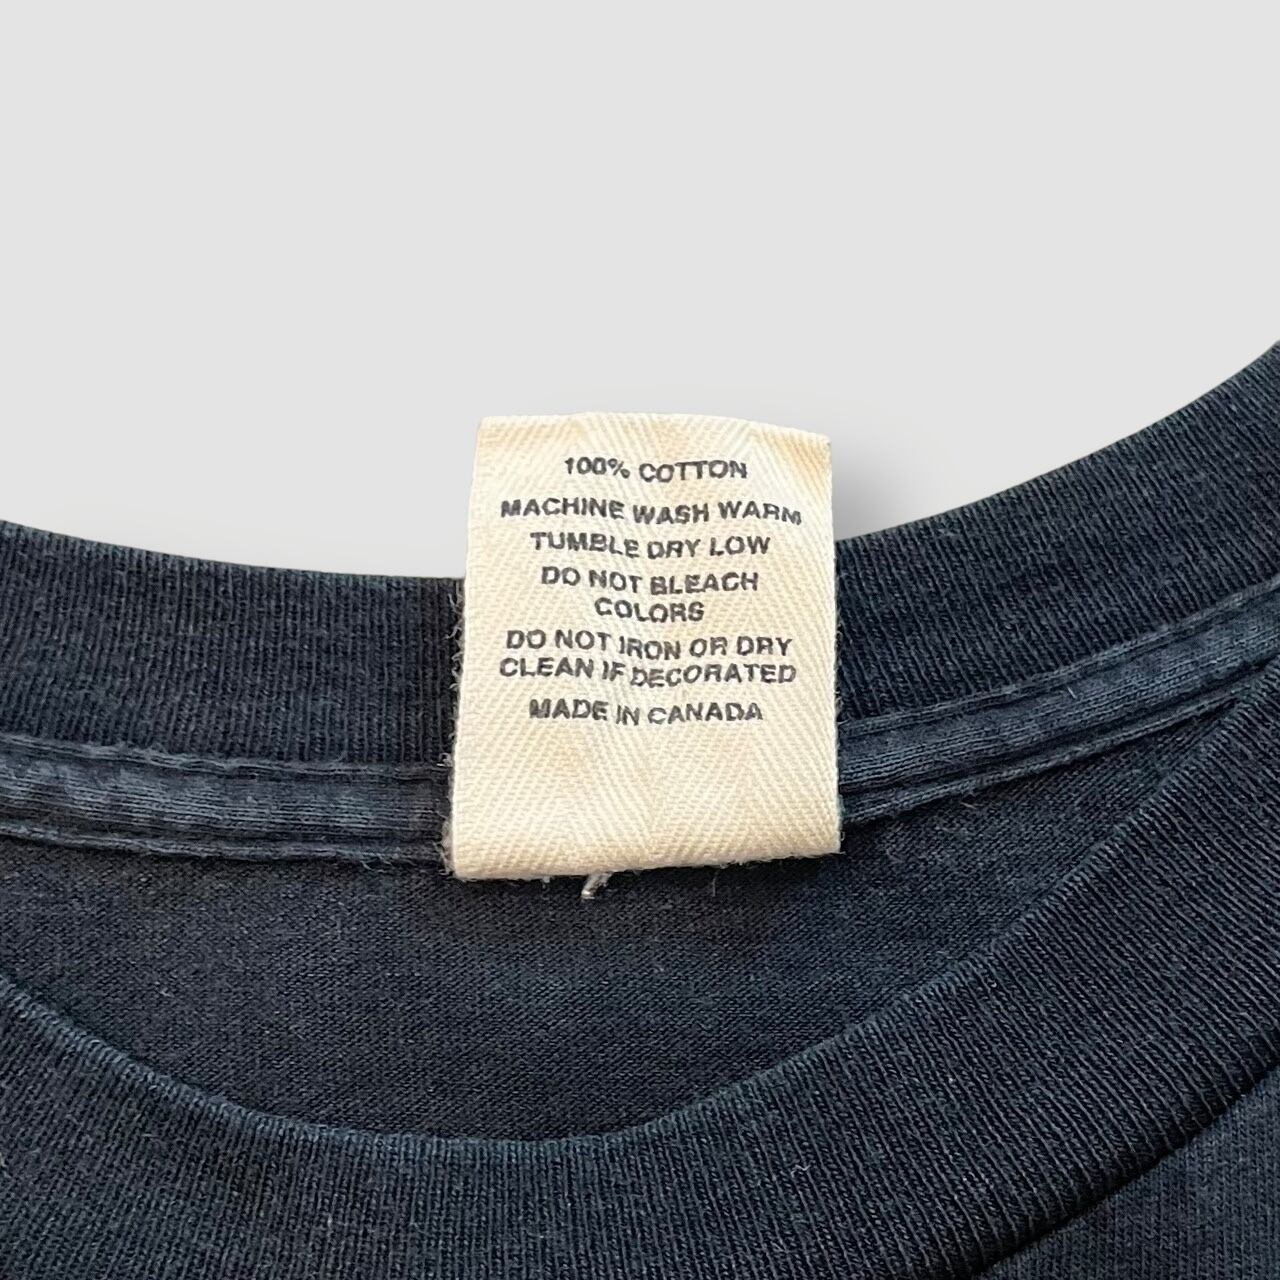 100% COTTON
MACHINE WASH WARM
TUMBLE DRY LOW
DO NOT BLEACH
COLORS
DO NOT IRON OR DRY
CLEAN IF DECORATED
MADE IN CANADA